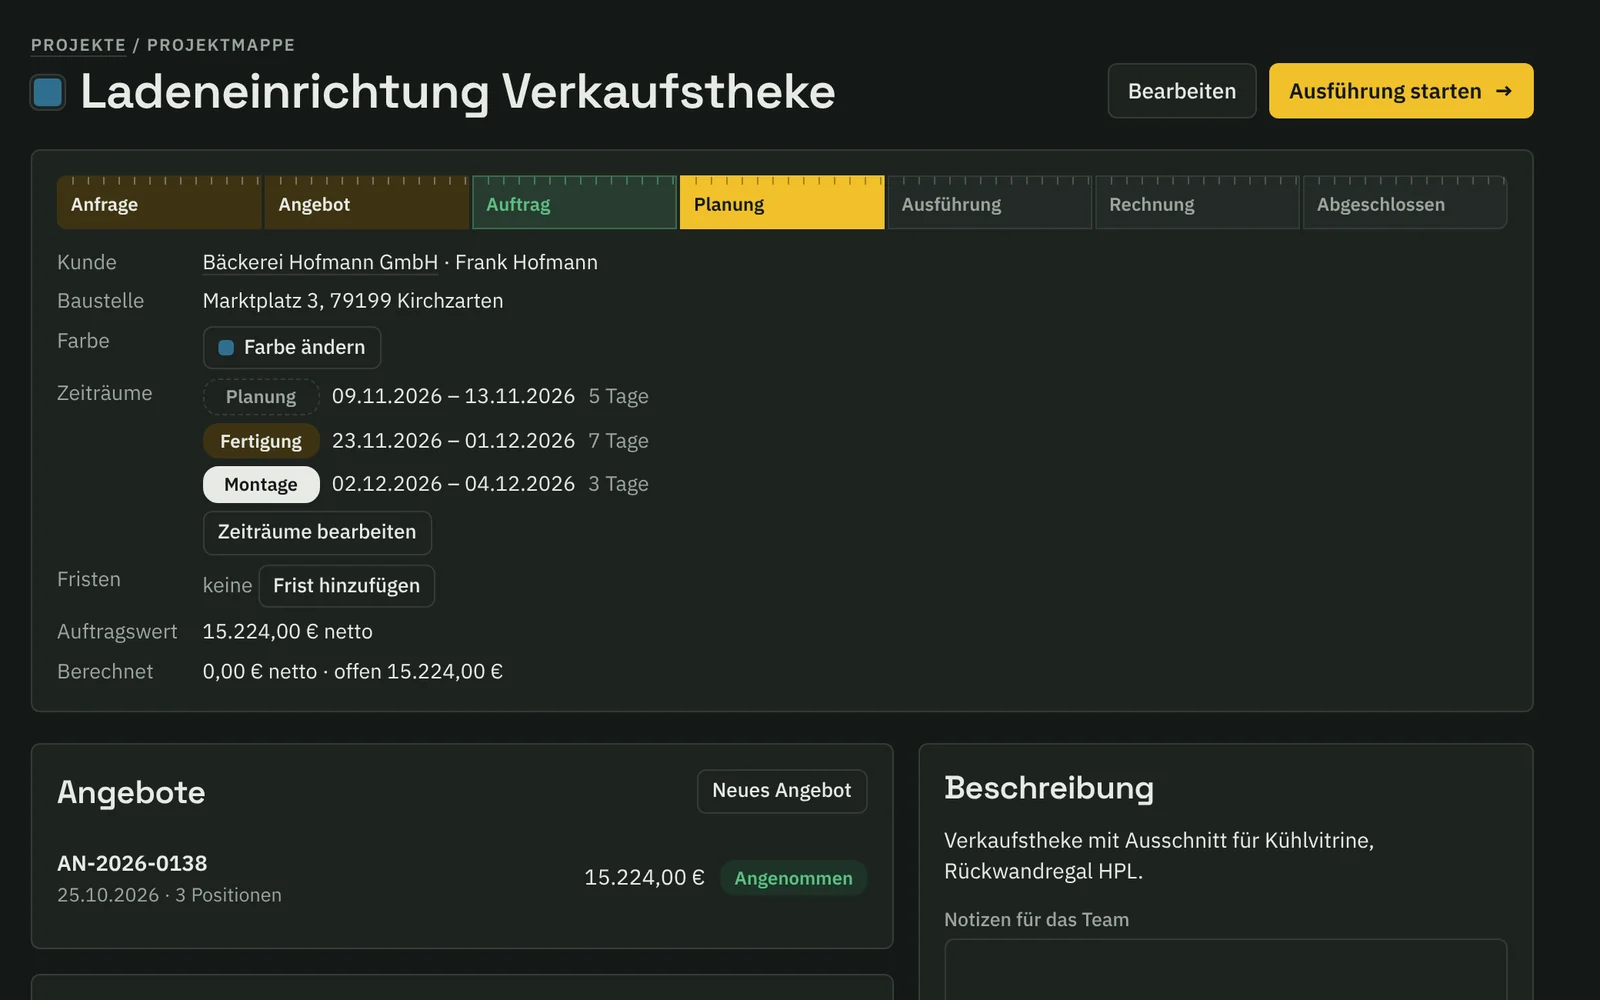 PROJEKTE / PROJEKTMAPPE
Ladeneinrichtung Verkaufstheke
Bearbeiten
Ausführung starten →
Anfrage
Angebot
Auftrag
Planung
Ausführung
Rechnung
Abgeschlossen
Kunde Bäckerei Hofmann GmbH · Frank Hofmann
Baustelle Marktplatz 3, 79199 Kirchzarten
Farbe Farbe ändern
Zeiträume Planung 09.11.2026 – 13.11.2026 5 Tage
Fertigung 23.11.2026 – 01.12.2026 7 Tage
Montage 02.12.2026 – 04.12.2026 3 Tage
Zeiträume bearbeiten
Fristen keine Frist hinzufügen
Auftragswert 15.224,00 € netto
Berechnet 0,00 € netto · offen 15.224,00 €
Angebote
Neues Angebot
AN-2026-0138
25.10.2026 · 3 Positionen
15.224,00 € Angenommen
Beschreibung
Verkaufstheke mit Ausschnitt für Kühlvitrine,
Rückwandregal HPL.
Notizen für das Team